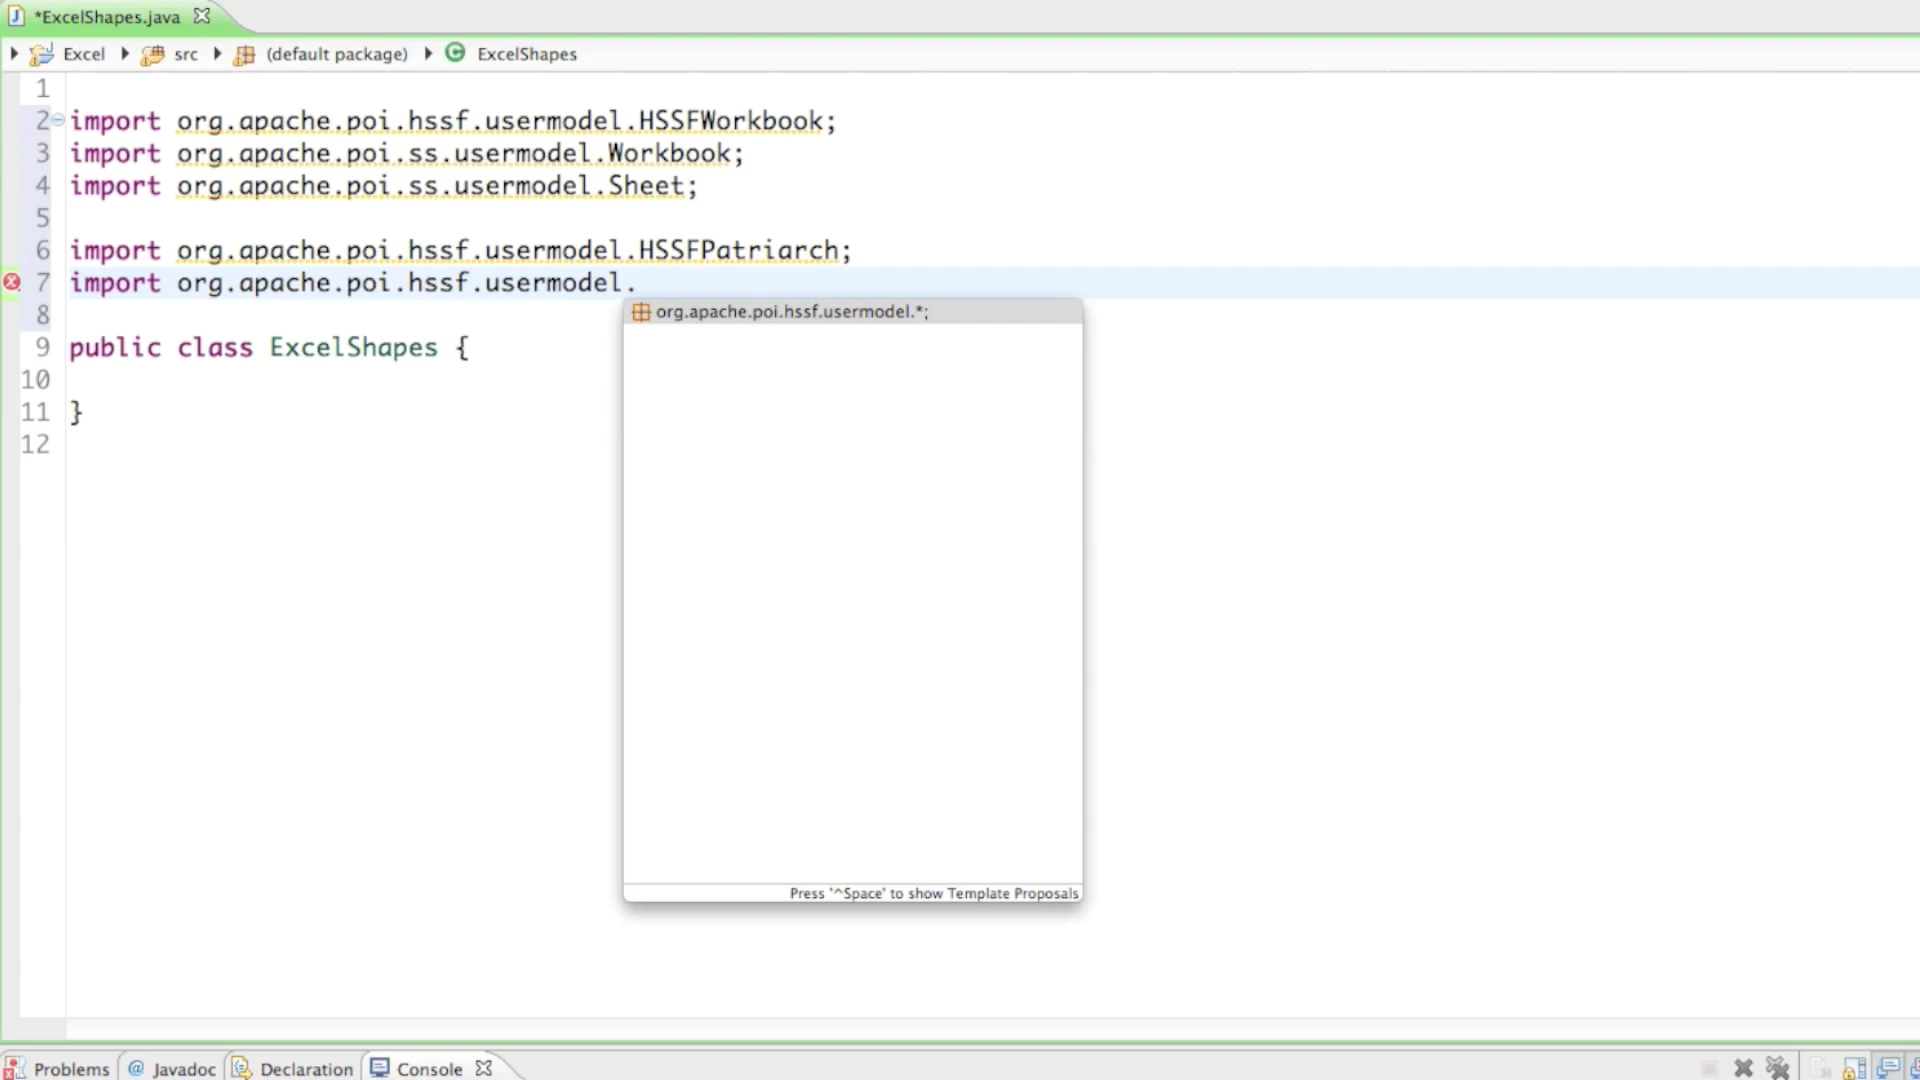 *ExcelShapes.java
Excel src (default package) ExcelShapes
1
2 import org.apache.poi.hssf.usermodel.HSSFWorkbook;
3 import org.apache.poi.ss.usermodel.Workbook;
4 import org.apache.poi.ss.usermodel.Sheet;
5
6 import org.apache.poi.hssf.usermodel.HSSFPatriarch;
7 import org.apache.poi.hssf.usermodel.
org.apache.poi.hssf.usermodel.*;
8
9 public class ExcelShapes {
10
11 }
12
Press '^Space' to show Template Proposals
Problems @ Javadoc Declaration Console